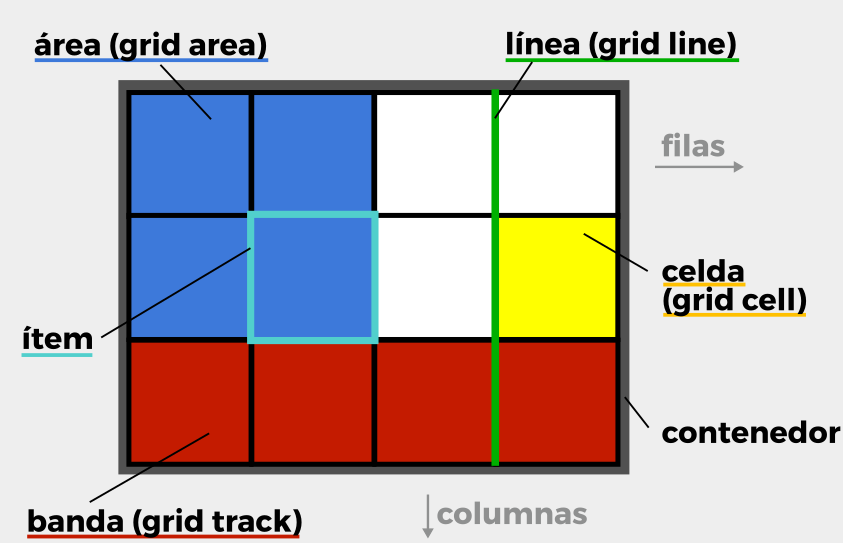 área (grid area)
línea (grid line)
filas
celda
(grid cell)
ítem
contenedor
banda (grid track)
columnas